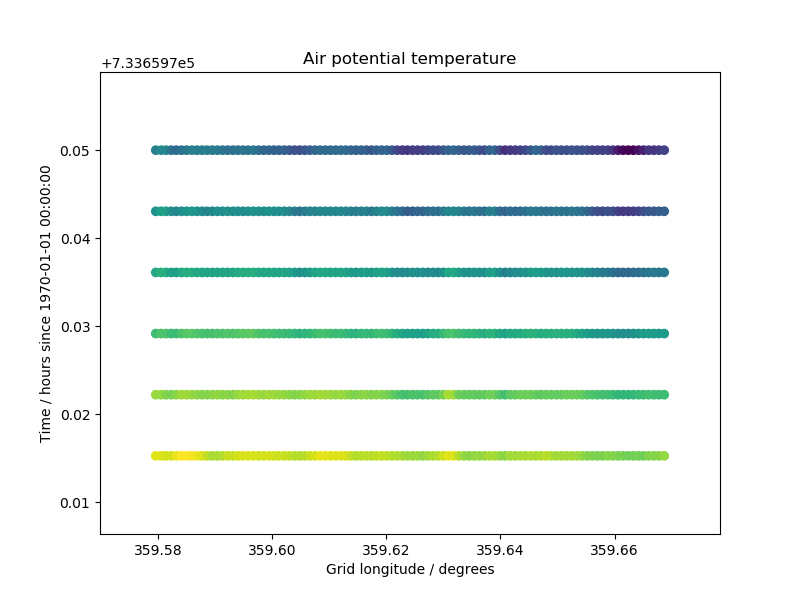 Air potential temperature
+7.336597e5
0.05
0.04
0.03
0.02
0.01
Time / hours since 1970-01-01 00:00:00
359.58 359.60 359.62 359.64 359.66
Grid longitude / degrees